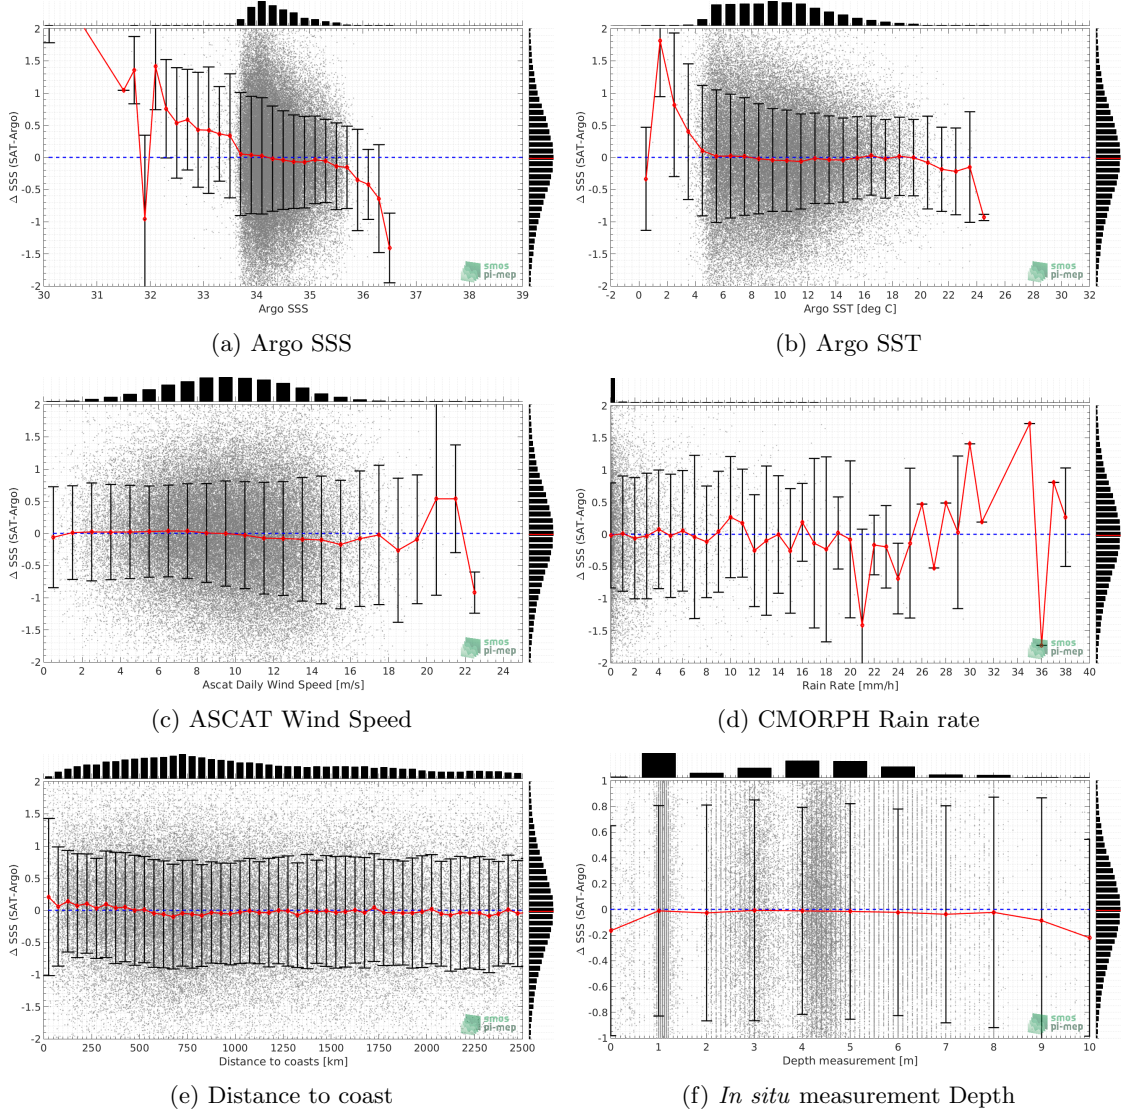 2
1.5
1
0.5
0
-0.5
-1
-1.5
-2
Δ SSS (SAT-Argo)
30 31 32 33 34 35 36 37 38 39
Argo SSS
smos
pi-mep
(a) Argo SSS
2
1.5
1
0.5
0
-0.5
-1
-1.5
-2
Δ SSS (SAT-Argo)
-2 0 2 4 6 8 10 12 14 16 18 20 22 24 26 28 30 32
Argo SST [deg C]
smos
pi-mep
(b) Argo SST
2
1.5
1
0.5
0
-0.5
-1
-1.5
-2
Δ SSS (SAT-Argo)
0 2 4 6 8 10 12 14 16 18 20 22 24
Ascat Daily Wind Speed [m/s]
smos
pi-mep
(c) ASCAT Wind Speed
2
1.5
1
0.5
0
-0.5
-1
-1.5
-2
Δ SSS (SAT-Argo)
0 2 4 6 8 10 12 14 16 18 20 22 24 26 28 30 32 34 36 38 40
Rain Rate [mm/h]
smos
pi-mep
(d) CMORPH Rain rate
2
1.5
1
0.5
0
-0.5
-1
-1.5
-2
Δ SSS (SAT-Argo)
0 250 500 750 1000 1250 1500 1750 2000 2250 2500
Distance to coasts [km]
smos
pi-mep
(e) Distance to coast
1
0.8
0.6
0.4
0.2
0
-0.2
-0.4
-0.6
-0.8
-1
Δ SSS (SAT-Argo)
0 1 2 3 4 5 6 7 8 9 10
Depth measurement [m]
smos
pi-mep
(f) In situ measurement Depth